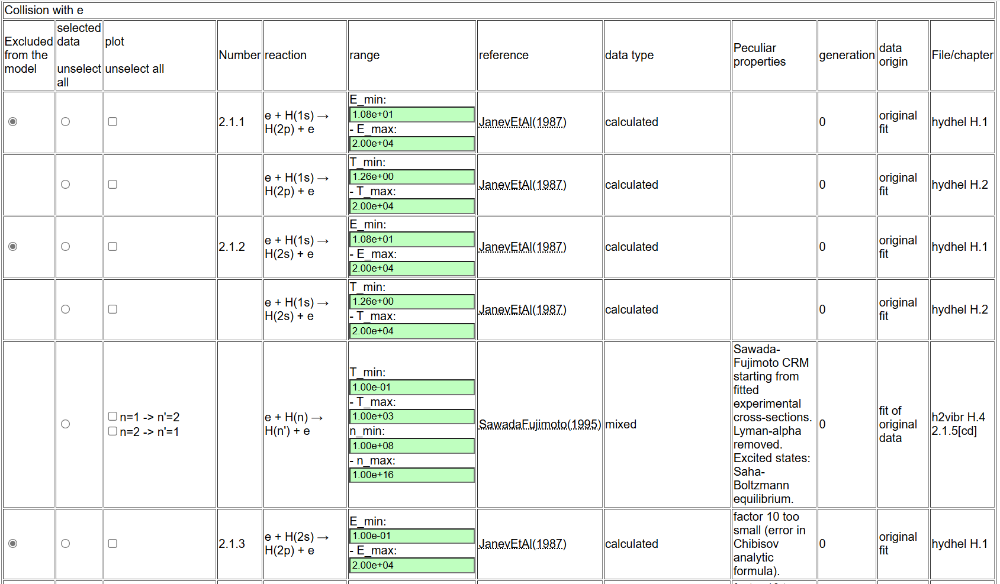 Collision with e
Excluded
from the
model
selected
data
unselect
all
plot
unselect all
Number
reaction
range
reference
data type
Peculiar
properties
generation
data
origin
File/chapter
2.1.1
e + H(1s) →
H(2p) + e
E_min:
1.08e+01
- E_max:
2.00e+04
JanevEtAl(1987)
calculated
0
original
fit
hydhel H.1
e + H(1s) →
H(2p) + e
T_min:
1.26e+00
- T_max:
2.00e+04
JanevEtAl(1987)
calculated
0
original
fit
hydhel H.2
2.1.2
e + H(1s) →
H(2s) + e
E_min:
1.08e+01
- E_max:
2.00e+04
JanevEtAl(1987)
calculated
0
original
fit
hydhel H.1
e + H(1s) →
H(2s) + e
T_min:
1.26e+00
- T_max:
2.00e+04
JanevEtAl(1987)
calculated
0
original
fit
hydhel H.2
n=1 -> n'=2
n=2 -> n'=1
e + H(n) →
H(n') + e
T_min:
1.00e-01
- T_max:
1.00e+03
n_min:
1.00e+08
- n_max:
1.00e+16
SawadaFujimoto(1995)
mixed
Sawada-
Fujimoto CRM
starting from
fitted
experimental
cross-sections.
Lyman-alpha
removed.
Excited states:
Saha-
Boltzmann
equilibrium.
0
fit of
original
data
h2vibr H.4
2.1.5[cd]
2.1.3
e + H(2s) →
H(2p) + e
E_min:
1.00e-01
- E_max:
2.00e+04
JanevEtAl(1987)
calculated
factor 10 too
small (error in
Chibisov
analytic
formula).
0
original
fit
hydhel H.1